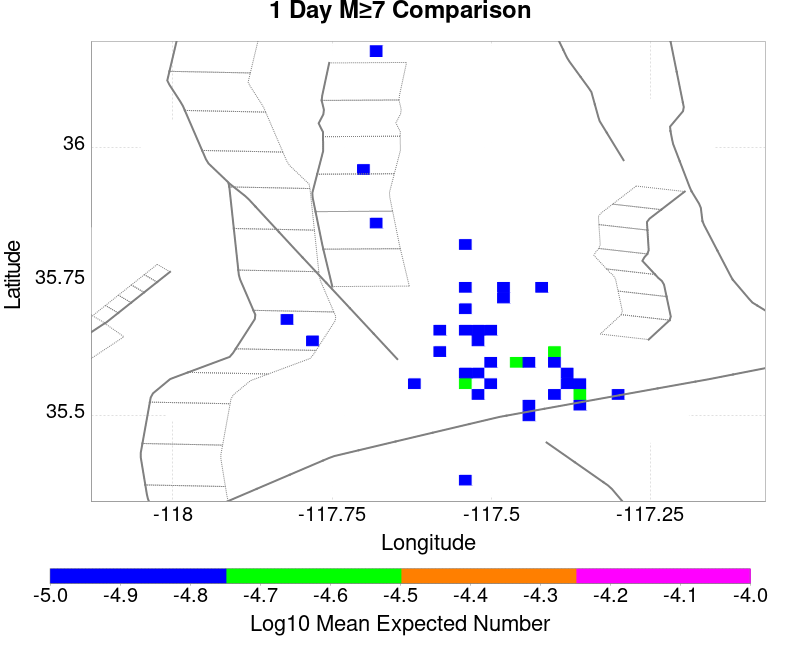 1 Day M≥7 Comparison
Latitude
36
35.75
35.5
-118 -117.75 -117.5 -117.25
Longitude
-5.0 -4.9 -4.8 -4.7 -4.6 -4.5 -4.4 -4.3 -4.2 -4.1 -4.0
Log10 Mean Expected Number